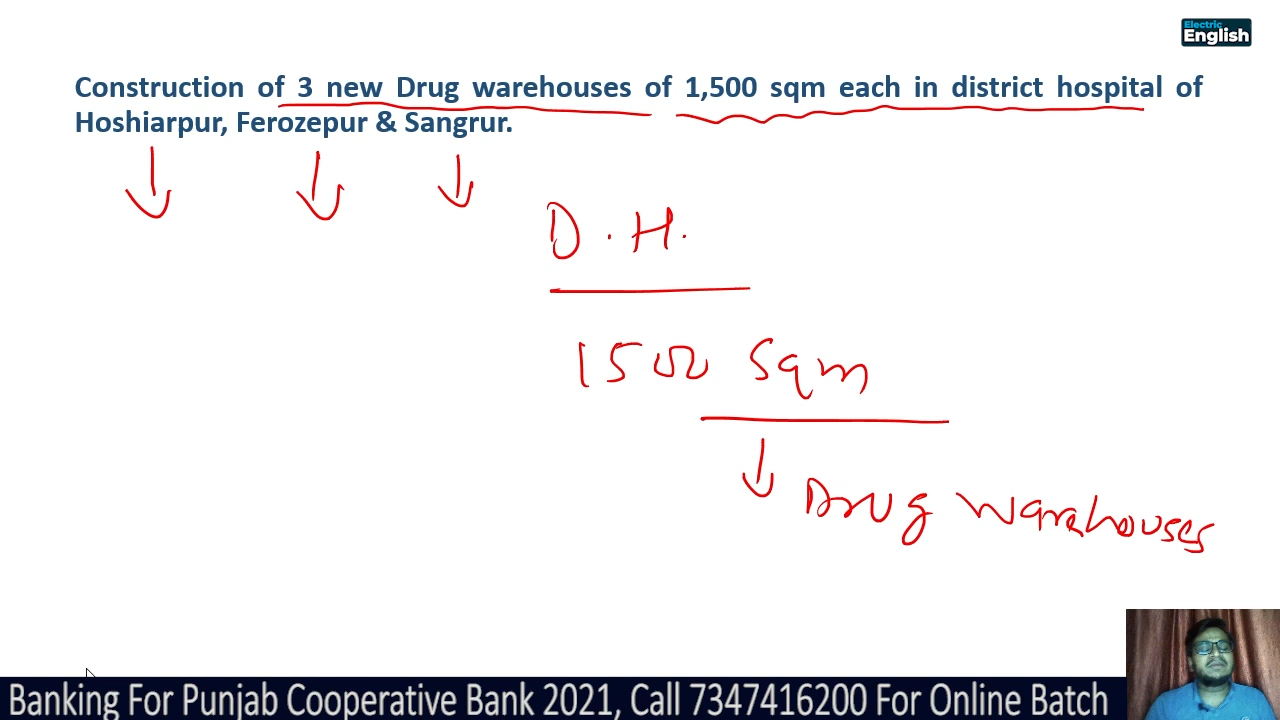 Electric
English
Construction of 3 new Drug warehouses of 1,500 sqm each in district hospital of
Hoshiarpur, Ferozepur & Sangrur.
D.H.
1500 Sqm
Drug Warehouses
Banking For Punjab Cooperative Bank 2021, Call 7347416200 For Online Batch